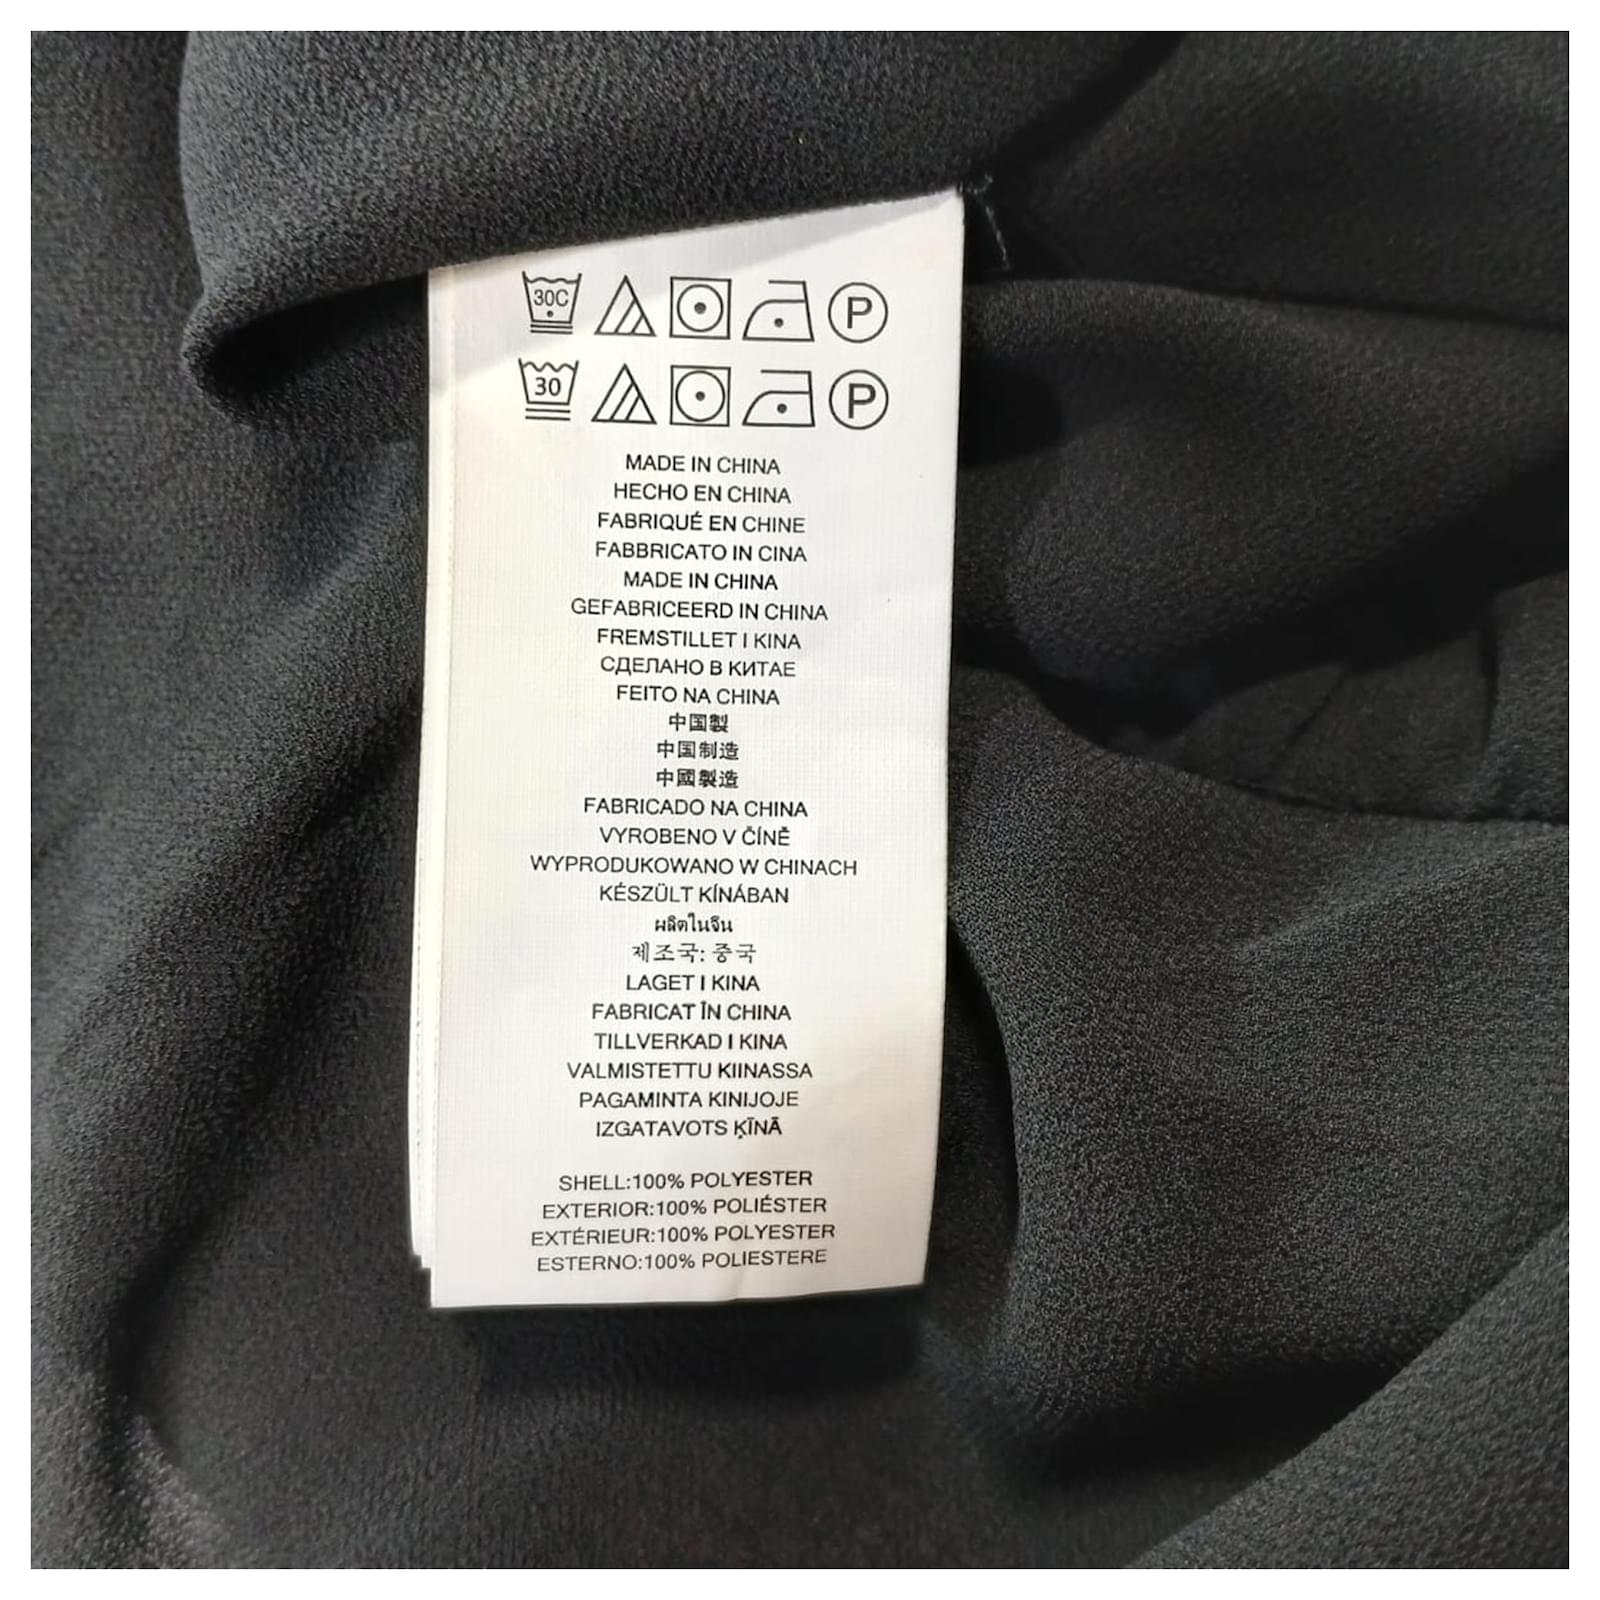 30C P
30 P
MADE IN CHINA
HECHO EN CHINA
FABRIQUÉ EN CHINE
FABBRICATO IN CINA
MADE IN CHINA
GEFABRICEERD IN CHINA
FREMSTILLET I KINA
СДЕЛАНО В КИТАЕ
FEITO NA CHINA
中国製
中国制造
中國製造
FABRICADO NA CHINA
VYROBENO V ČÍNĚ
WYPRODUKOWANO W CHINACH
KÉSZÜLT KÍNÁBAN
ผลิตในจีน
제조국: 중국
LAGET I KINA
FABRICAT ÎN CHINA
TILLVERKAD I KINA
VALMISTETTU KIINASSA
PAGAMINTA KINIJOJE
IZGATAVOTS ĶĪNĀ
SHELL:100% POLYESTER
EXTERIOR:100% POLIÉSTER
EXTÉRIEUR:100% POLYESTER
ESTERNO:100% POLIESTERE